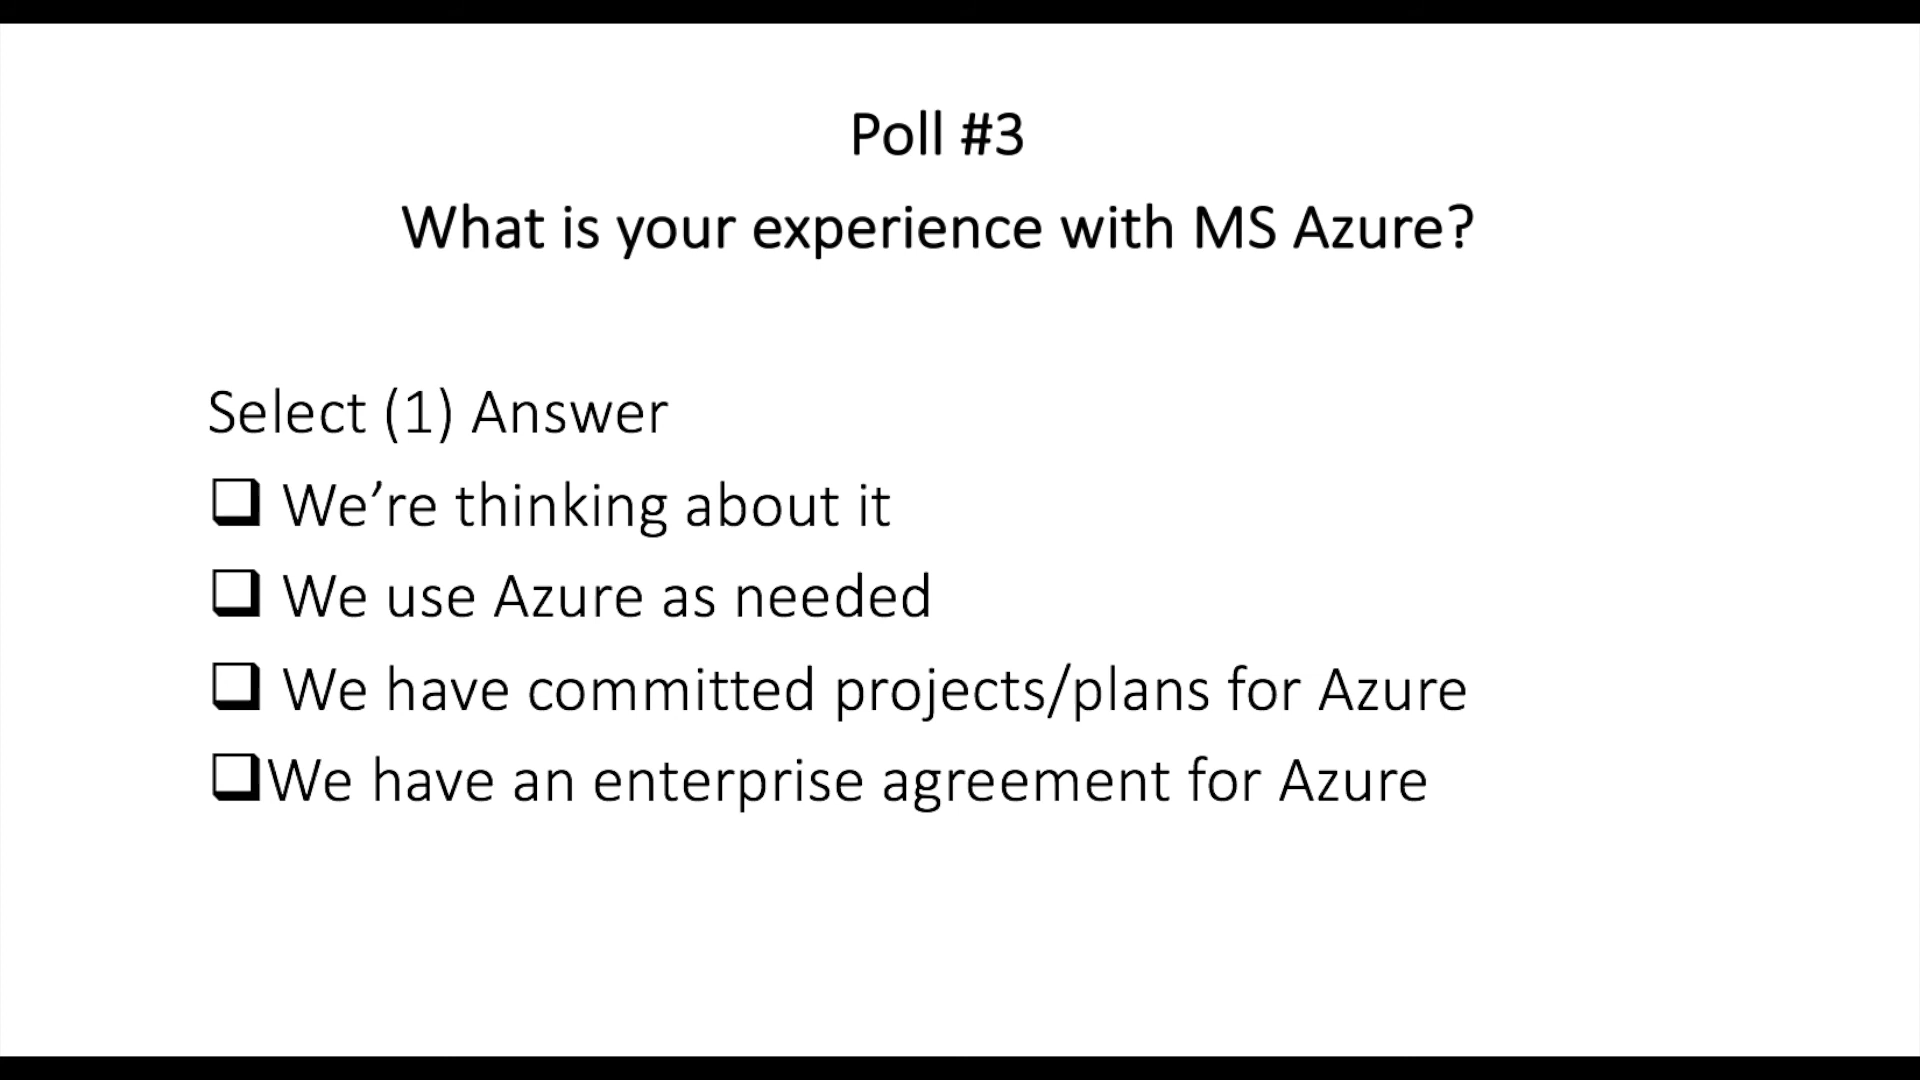 Poll #3
What is your experience with MS Azure?
Select (1) Answer
❑ We’re thinking about it
❑ We use Azure as needed
❑ We have committed projects/plans for Azure
❑We have an enterprise agreement for Azure